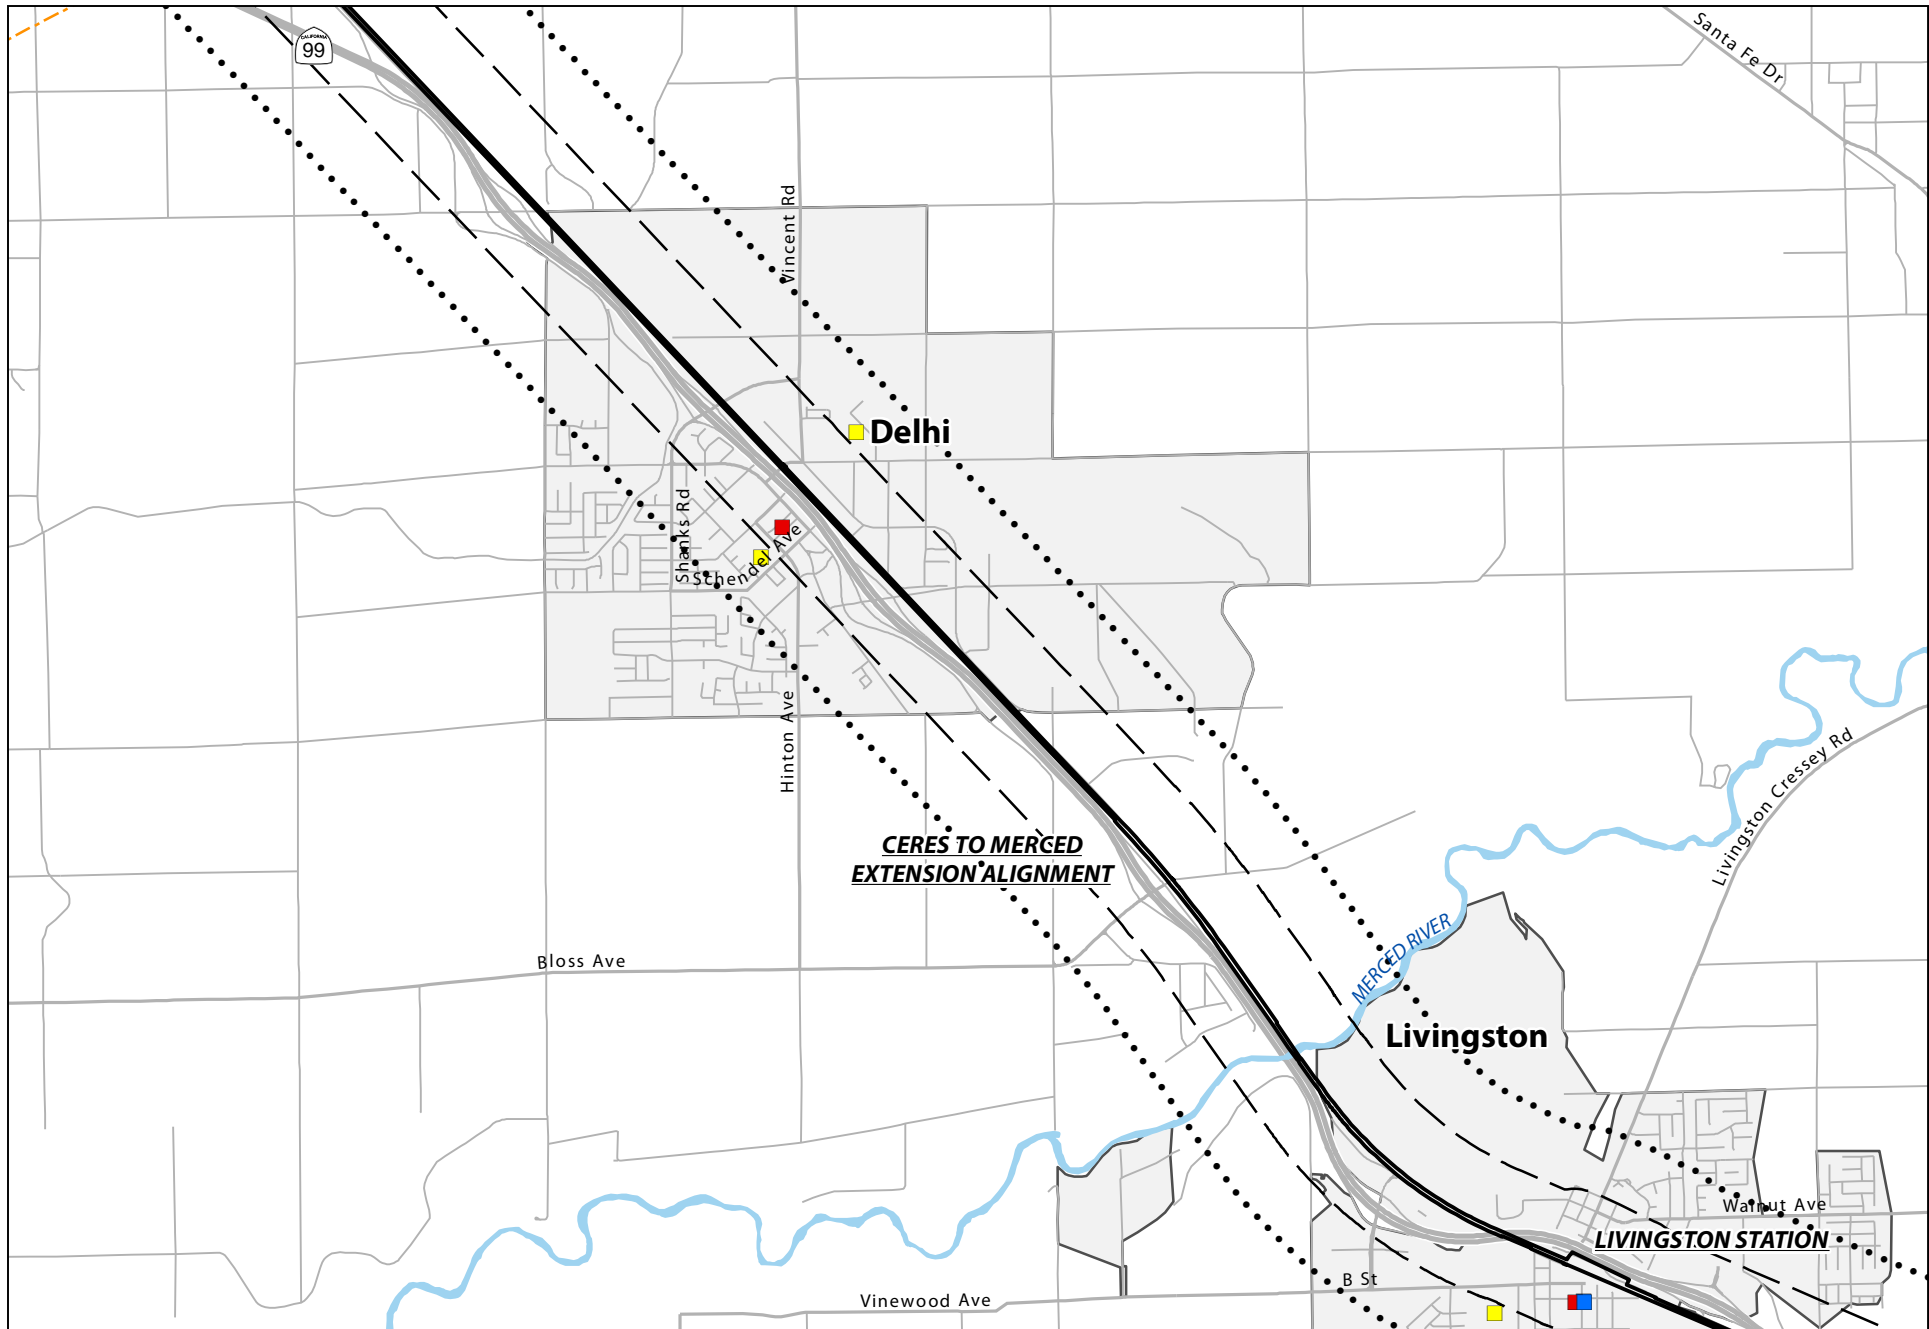 CALIFORNIA
99
Santa Fe Dr
Vincent Rd
Delhi
Shanks Rd
Schendel Ave
Hinton Ave
Livingston Cressey Rd
CERES TO MERCED
EXTENSION ALIGNMENT
MERCED RIVER
Bloss Ave
Livingston
Walnut Ave
LIVINGSTON STATION
B St
Vinewood Ave